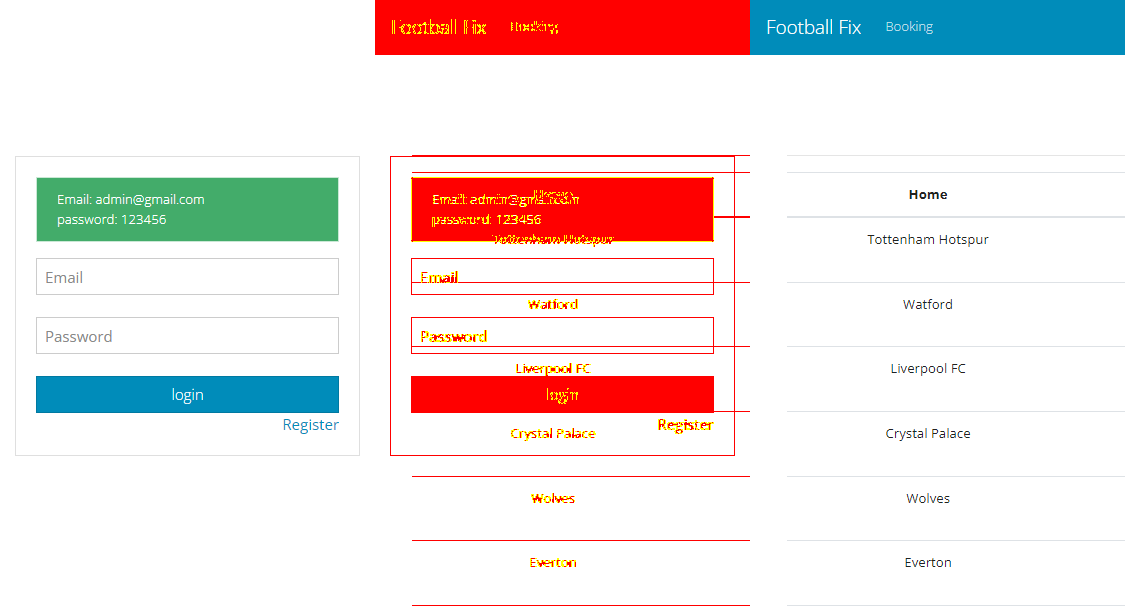 Football Fix Booking
Football Fix Booking
Email: admin@gmail.com
password: 123456
Email
Password
login
Register
Home
Email: admin@gmail.com
password: 123456
Tottenham Hotspur
Email
Watford
Password
Liverpool FC
login
Register
Crystal Palace
Wolves
Everton
Home
Tottenham Hotspur
Watford
Liverpool FC
Crystal Palace
Wolves
Everton